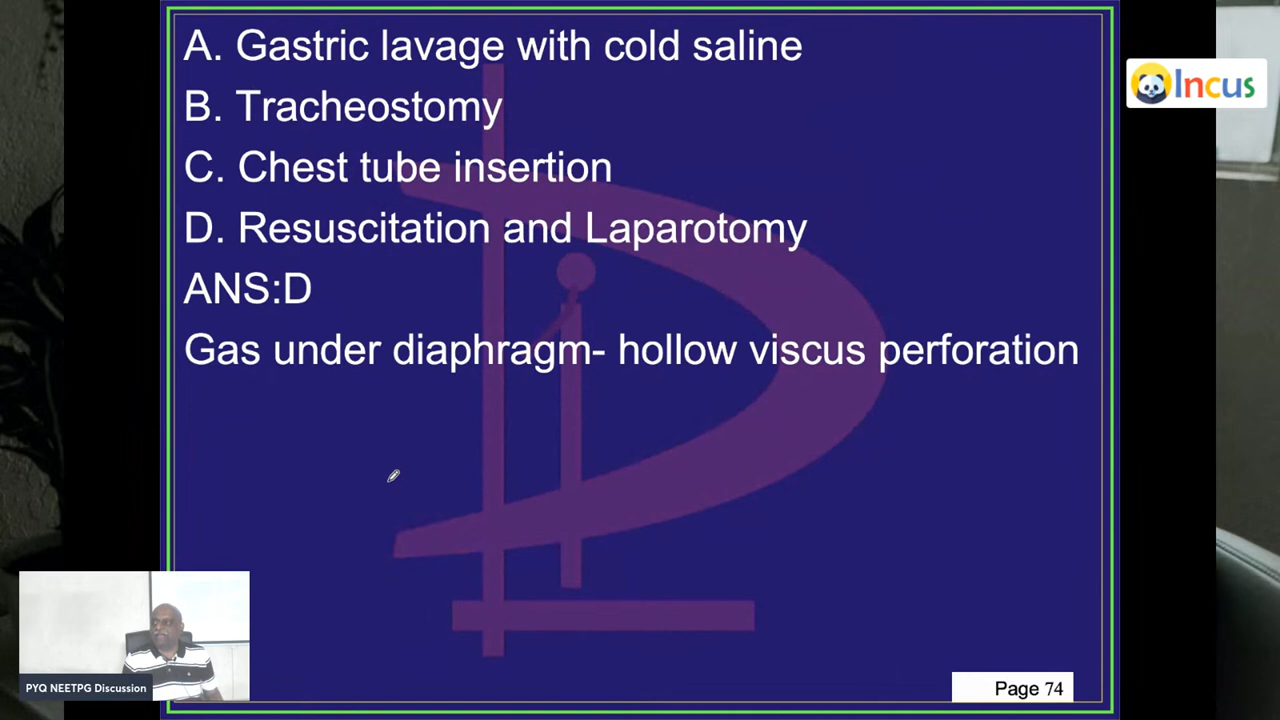 A. Gastric lavage with cold saline
B. Tracheostomy
C. Chest tube insertion
D. Resuscitation and Laparotomy
ANS:D
Gas under diaphragm- hollow viscus perforation
Incus
PYQ NEETPG Discussion
Page 74